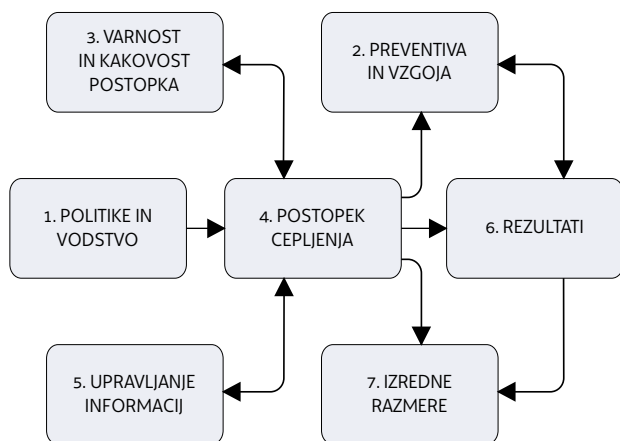 3. VARNOST
IN KAKOVOST
POSTOPKA
2. PREVENTIVA
IN VZGOJA
1. POLITIKE IN
VODSTVO
4. POSTOPEK
CEPLJENJA
6. REZULTATI
5. UPRAVLJANJE
INFORMACIJ
7. IZREDNE
RAZMERE